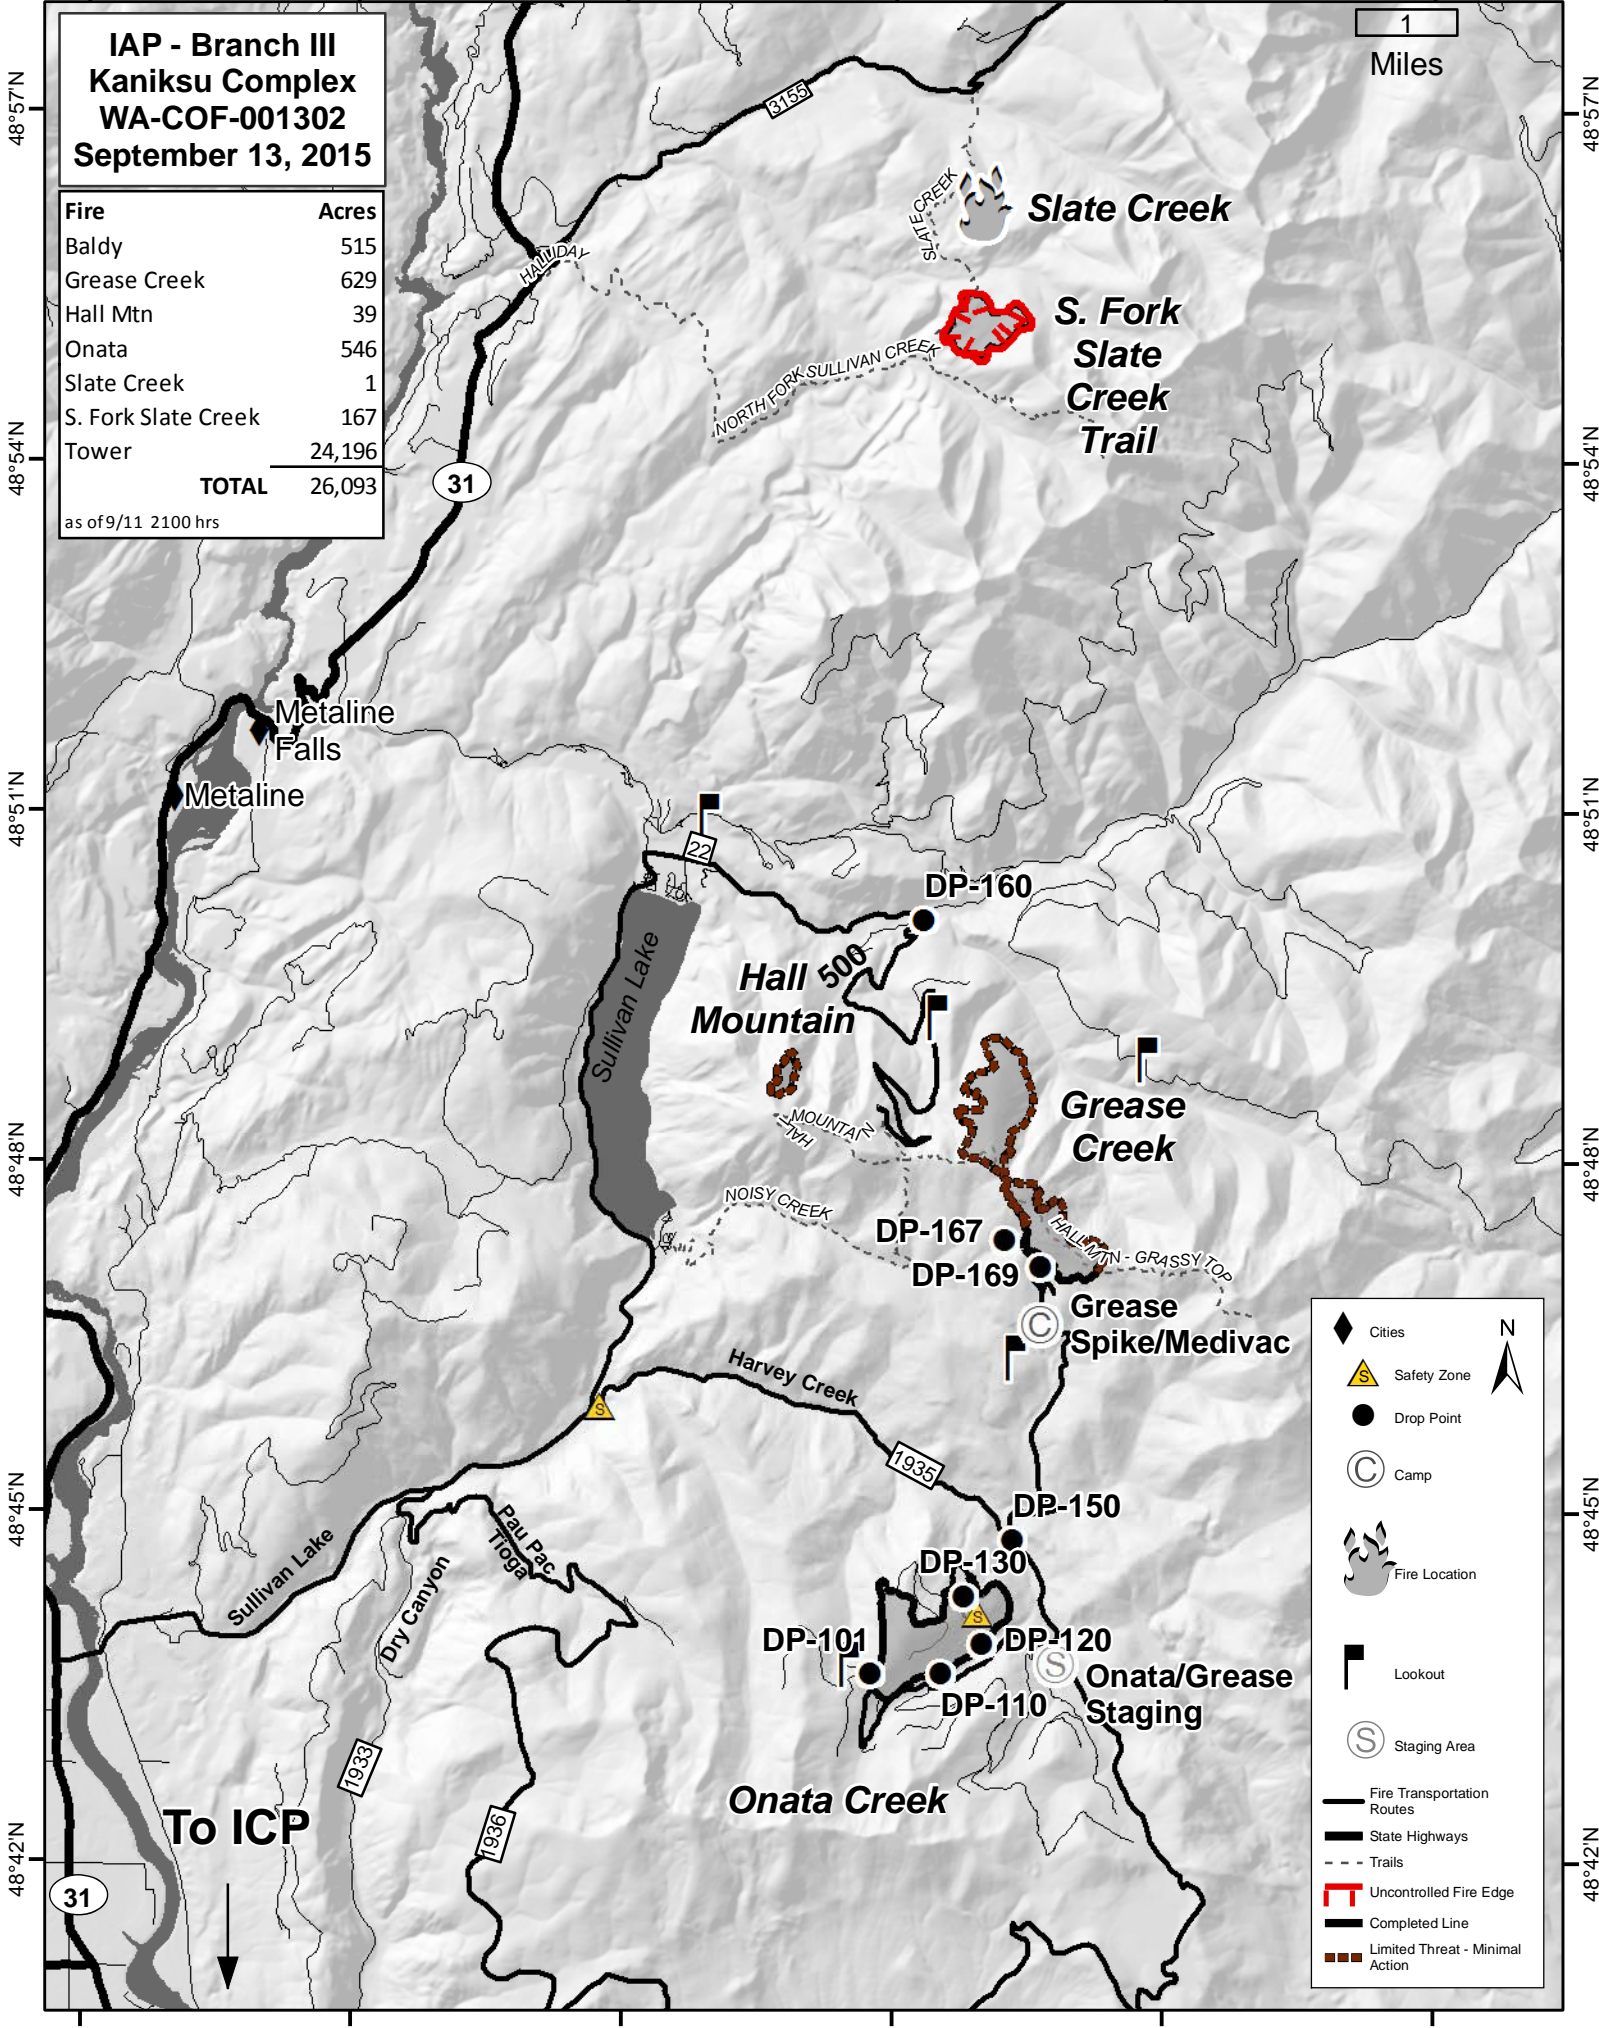 IAP - Branch III
Kaniksu Complex
WA-COF-001302
September 13, 2015
Fire Acres
Baldy 515
Grease Creek 629
Hall Mtn 39
Onata 546
Slate Creek 1
S. Fork Slate Creek 167
Tower 24,196
TOTAL 26,093
as of 9/11 2100 hrs
1
Miles
48°57'N
48°57'N
3155
SLATE CREEK
Slate Creek
HALLIDAY
S. Fork
Slate
Creek
Trail
NORTH FORK SULLIVAN CREEK
48°54'N
48°54'N
31
Metaline
Falls
Metaline
48°51'N
48°51'N
22
DP-160
500
Sullivan Lake
Hall
Mountain
Grease
Creek
HALL MOUNTAIN
48°48'N
48°48'N
NOISY CREEK
DP-167
DP-169
HALL MTN - GRASSY TOP
Grease
Spike/Medivac
C
Harvey Creek
S
1935
48°45'N
48°45'N
DP-150
Pau Pac
Tioga
Sullivan Lake
Dry Canyon
DP-130
S
DP-101
DP-120
S
DP-110
Onata/Grease
Staging
1933
1936
Onata Creek
To ICP
31
48°42'N
48°42'N
N
Cities
S Safety Zone
Drop Point
C Camp
Fire Location
Lookout
S Staging Area
Fire Transportation
Routes
State Highways
Trails
Uncontrolled Fire Edge
Completed Line
Limited Threat - Minimal
Action